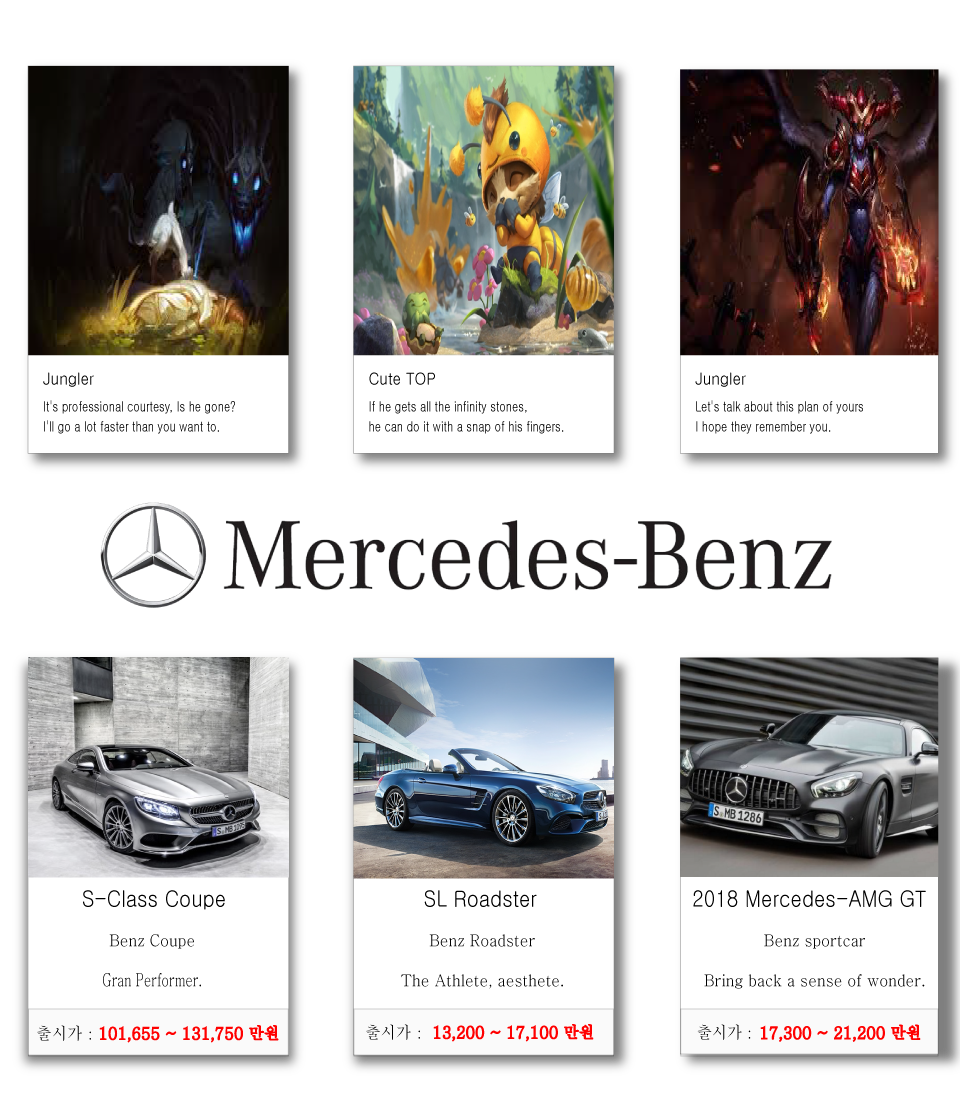 Jungler
It's professional courtesy, Is he gone?
I'll go a lot faster than you want to.
Cute TOP
If he gets all the infinity stones,
he can do it with a snap of his fingers.
Jungler
Let's talk about this plan of yours
I hope they remember you.
Mercedes-Benz
S-Class Coupe
Benz Coupe
Gran Performer.
출시가 : 101,655 ~ 131,750 만원
SL Roadster
Benz Roadster
The Athlete, aesthete.
출시가 : 13,200 ~ 17,100 만원
S MB 1286
2018 Mercedes-AMG GT
Benz sportcar
Bring back a sense of wonder.
출시가 : 17,300 ~ 21,200 만원